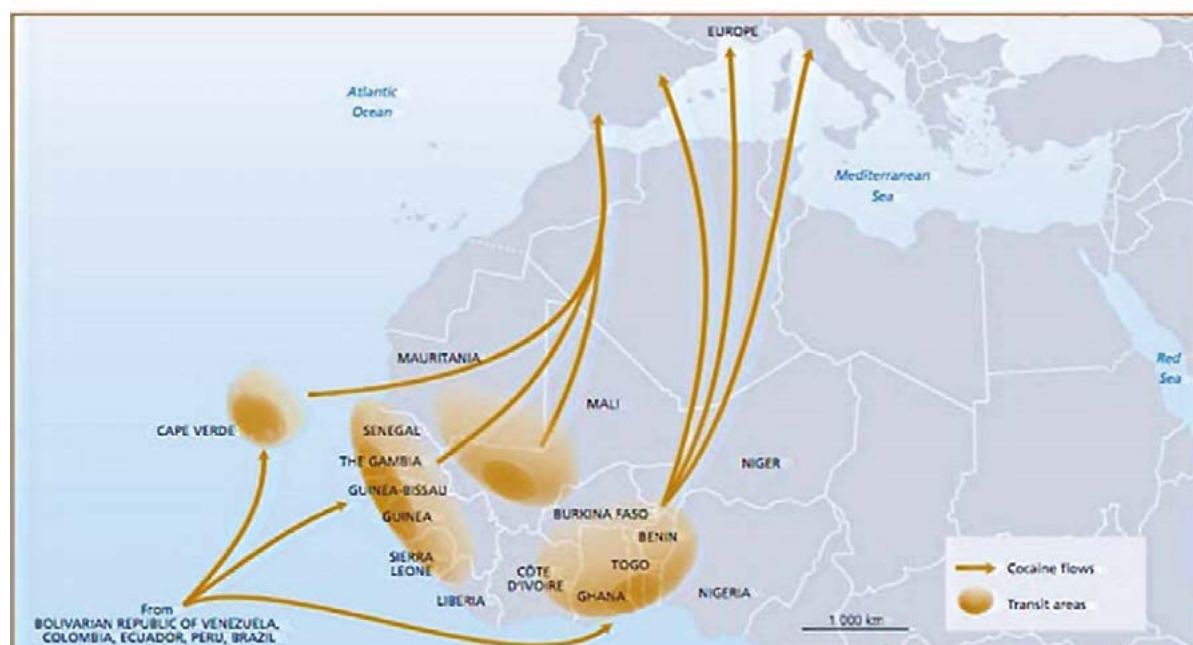 EUROPE
Atlantic
Ocean
Mediterranean
Sea
Red
Sea
MAURITANIA
MALI
CAPE VERDE
SENEGAL
THE GAMBIA
NIGER
GUINEA-BISSAU
GUINEA
BURKINA FASO
BENIN
SIERRA
LEONE
CÔTE
D'IVOIRE
TOGO
GHANA
NIGERIA
LIBERIA
From
BOLIVARIAN REPUBLIC OF VENEZUELA,
COLOMBIA, ECUADOR, PERU, BRAZIL
Cocaine flows
Transit areas
1 000 km